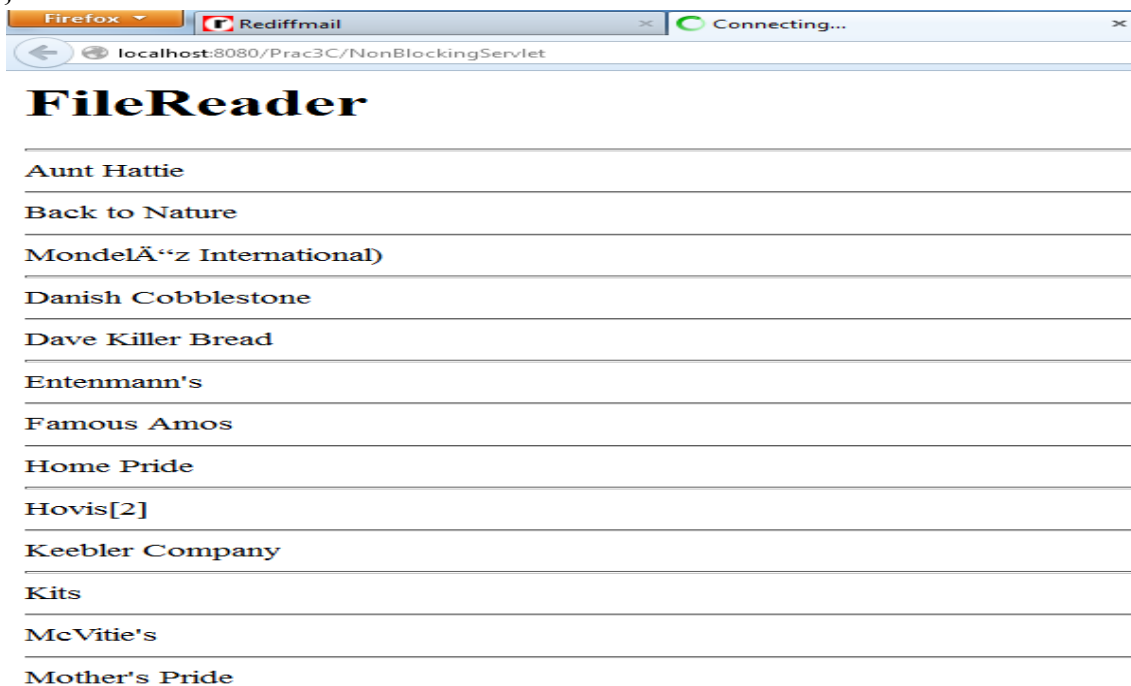 }
Firefox
Rediffmail
Connecting...
localhost:8080/Prac3C/NonBlockingServlet
FileReader
Aunt Hattie
Back to Nature
MondelÄ“z International)
Danish Cobblestone
Dave Killer Bread
Entenmann's
Famous Amos
Home Pride
Hovis[2]
Keebler Company
Kits
McVitie's
Mother's Pride